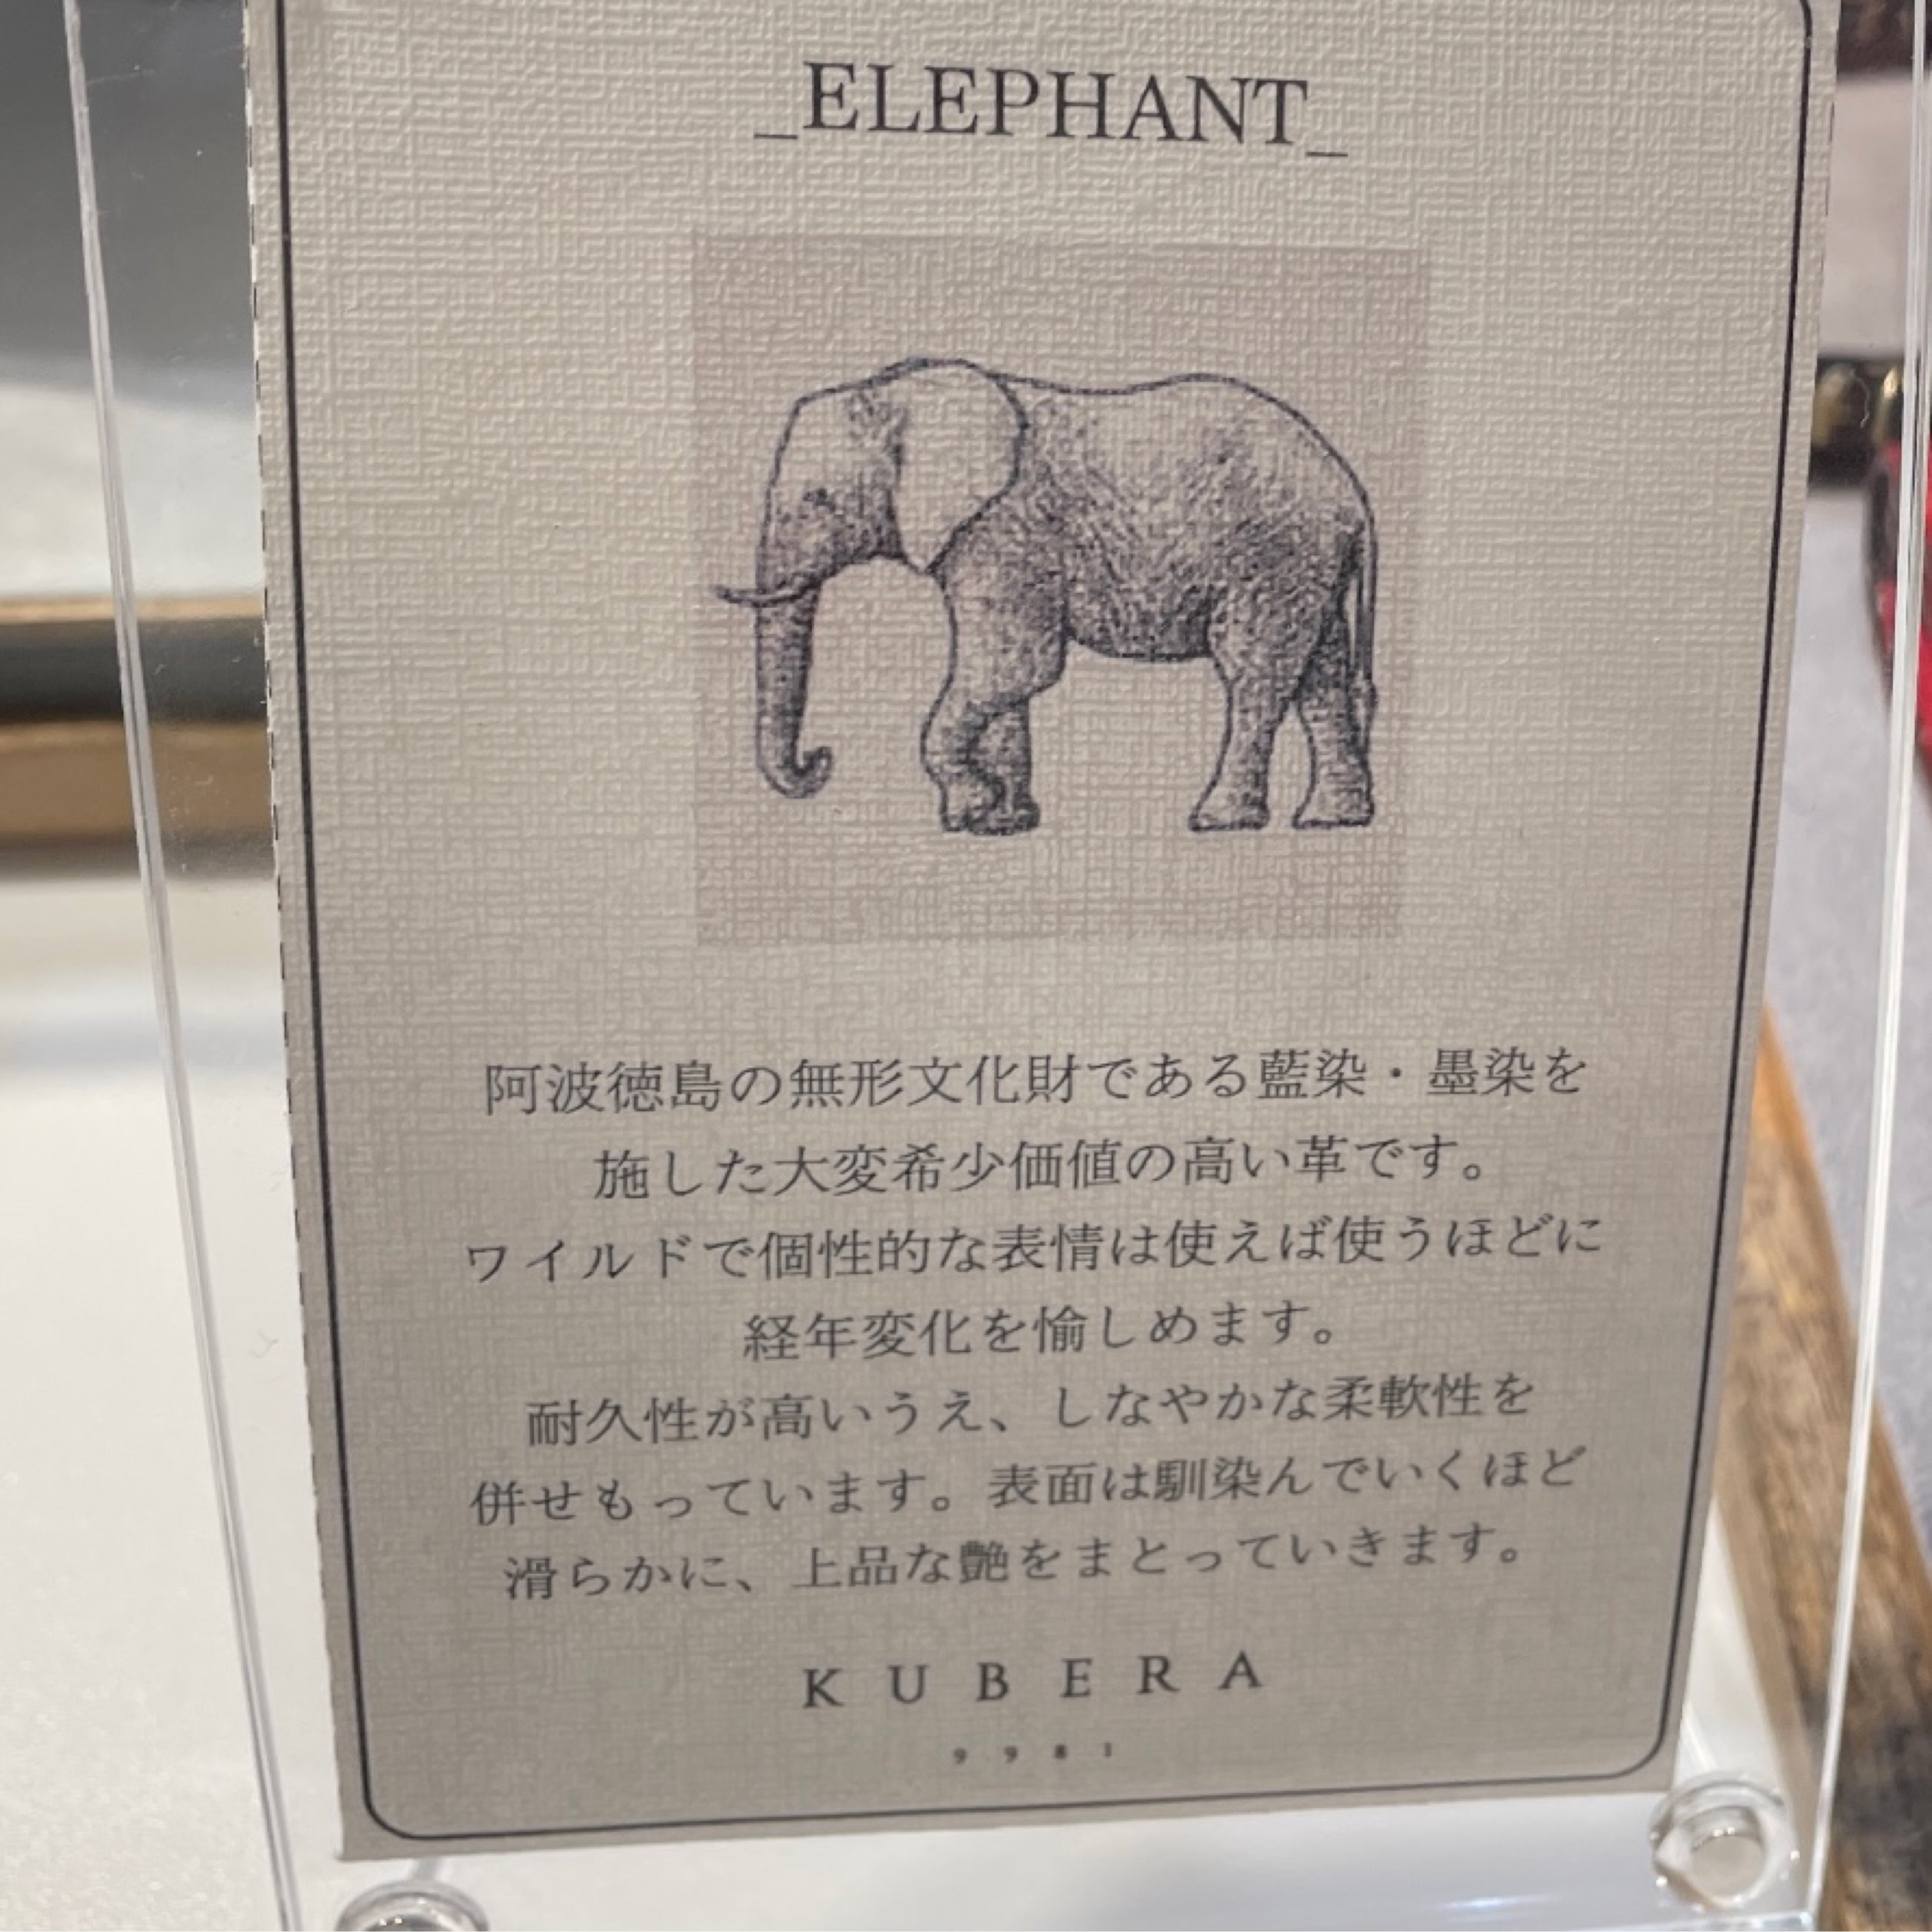 _ELEPHANT_
阿波徳島の無形文化財である藍染・墨染を
施した大変希少価値の高い革です。
ワイルドで個性的な表情は使えば使うほどに
経年変化を愉しめます。
耐久性が高いうえ、しなやかな柔軟性を
併せもっています。表面は馴染んでいくほど
滑らかに、上品な艶をまとっていきます。
KUBERA
9981